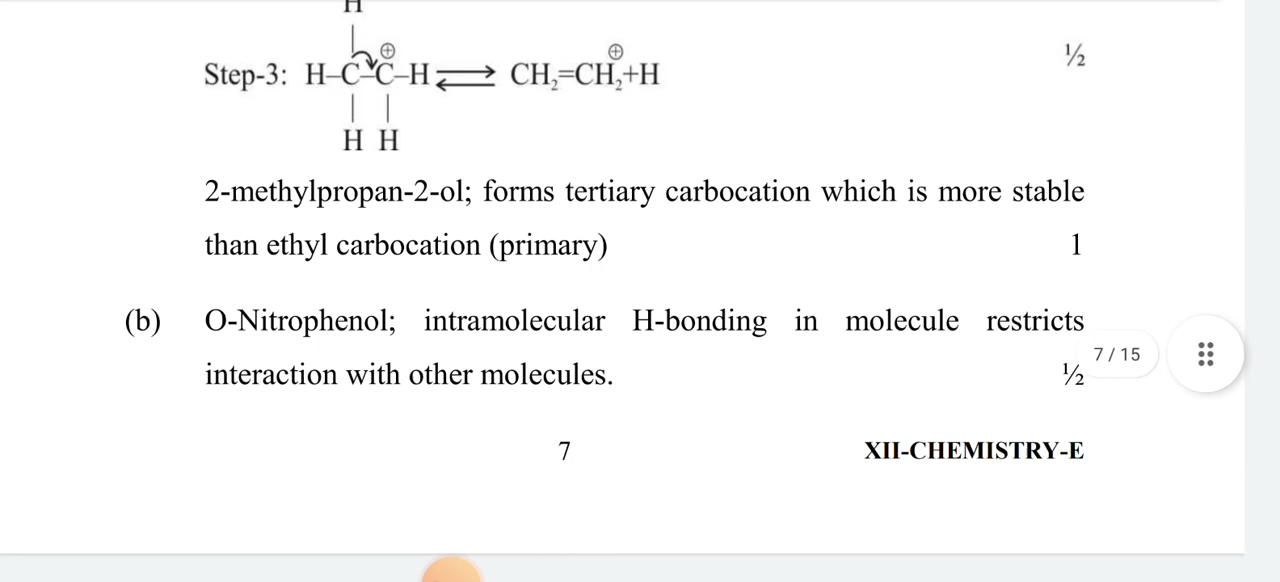 H
|
⊕
⊕
½
Step-3: H–C–C–H ⇌ CH₂=CH₂+H
| |
H H
2-methylpropan-2-ol; forms tertiary carbocation which is more stable
than ethyl carbocation (primary) 1
(b) O-Nitrophenol; intramolecular H-bonding in molecule restricts
7 / 15
interaction with other molecules. ½
7 XII-CHEMISTRY-E